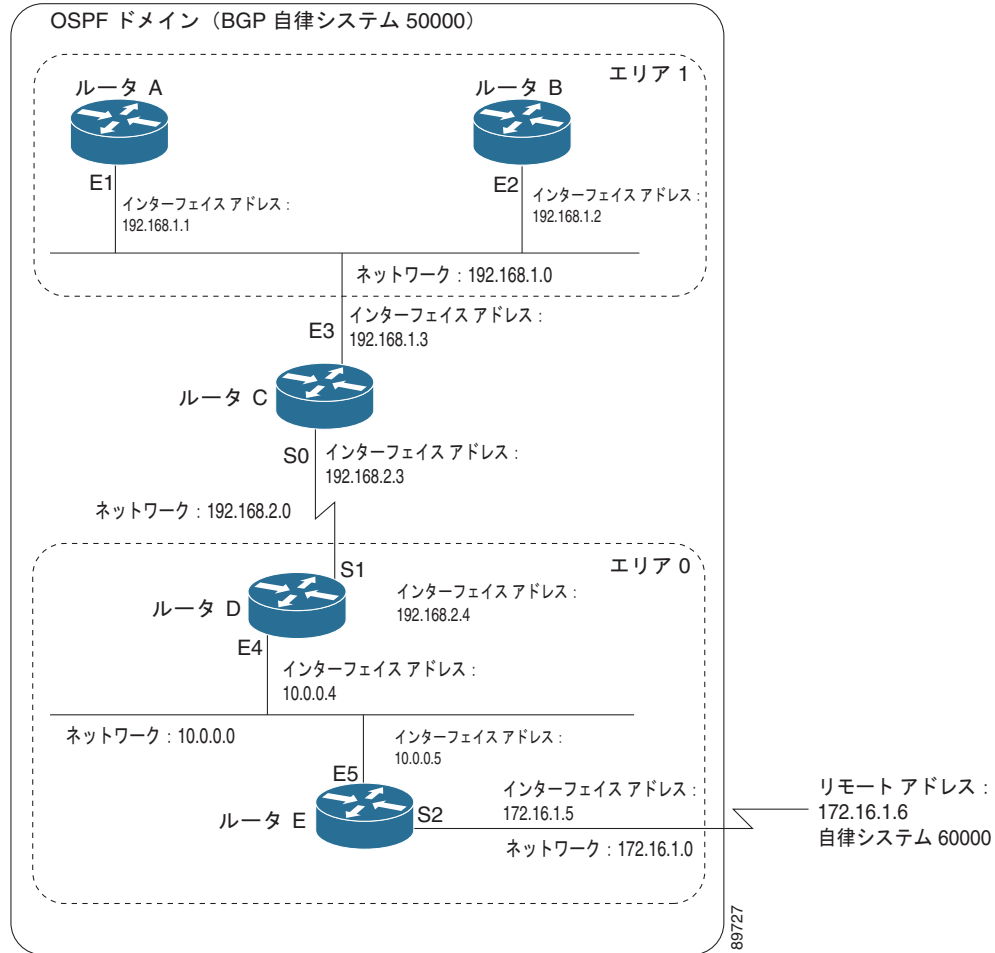 OSPF ドメイン（BGP 自律システム 50000）
エリア 1
ルータ A
ルータ B
E1
インターフェイス アドレス：
192.168.1.1
E2
インターフェイス アドレス：
192.168.1.2
ネットワーク：192.168.1.0
E3
インターフェイス アドレス：
192.168.1.3
ルータ C
S0
インターフェイス アドレス：
192.168.2.3
ネットワーク：192.168.2.0
エリア 0
S1
ルータ D
インターフェイス アドレス：
192.168.2.4
E4
インターフェイス アドレス：
10.0.0.4
ネットワーク：10.0.0.0
インターフェイス アドレス：
10.0.0.5
E5
ルータ E
S2
インターフェイス アドレス：
172.16.1.5
ネットワーク：172.16.1.0
リモート アドレス：
172.16.1.6
自律システム 60000
89727